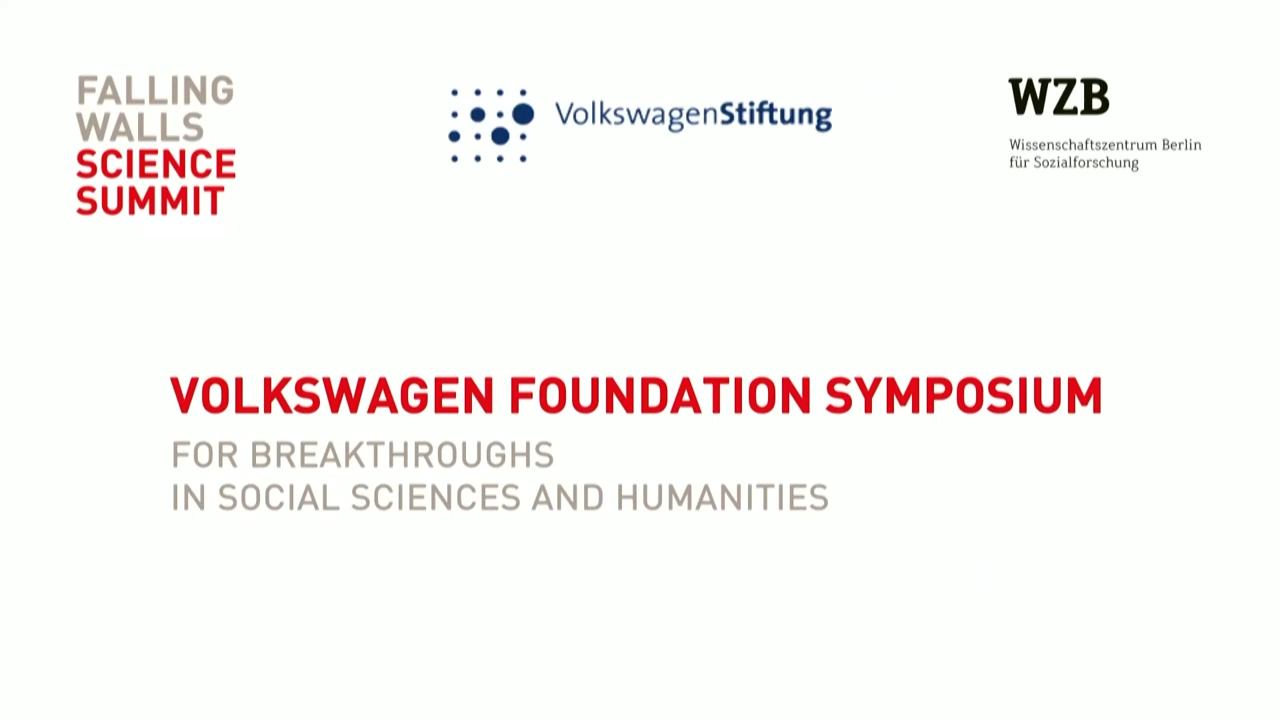 FALLING
WALLS
SCIENCE
SUMMIT
VolkswagenStiftung
WZB
Wissenschaftszentrum Berlin
für Sozialforschung
VOLKSWAGEN FOUNDATION SYMPOSIUM
FOR BREAKTHROUGHS
IN SOCIAL SCIENCES AND HUMANITIES